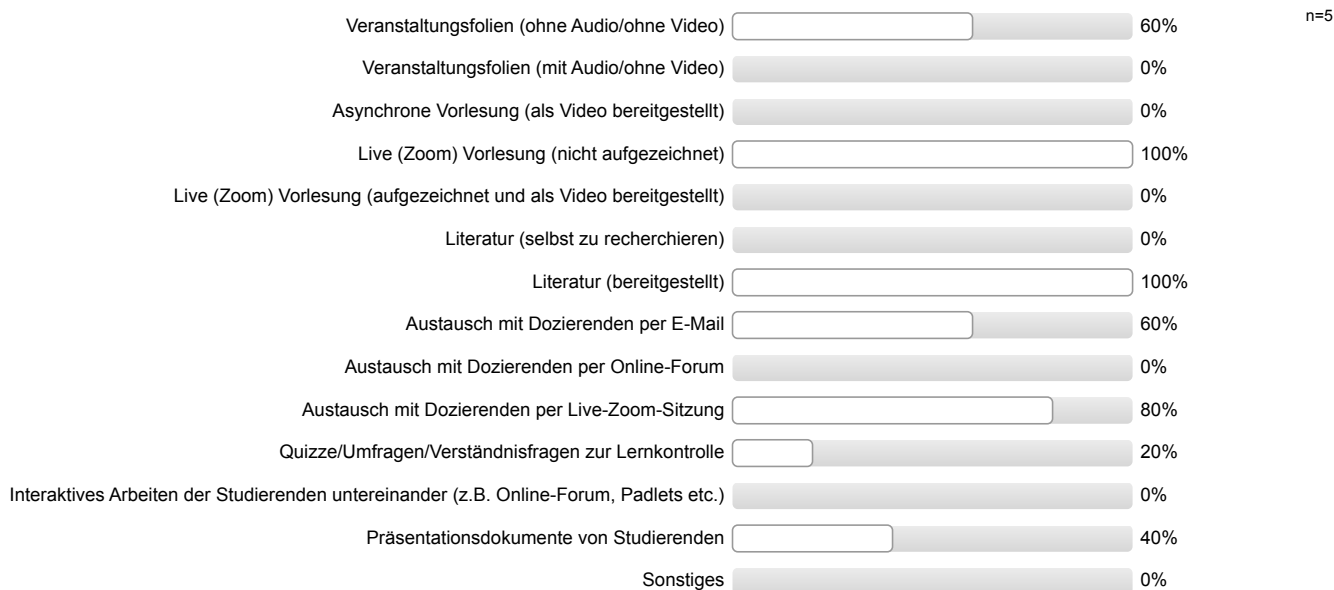 Veranstaltungsfolien (ohne Audio/ohne Video) 60% n=5
Veranstaltungsfolien (mit Audio/ohne Video) 0%
Asynchrone Vorlesung (als Video bereitgestellt) 0%
Live (Zoom) Vorlesung (nicht aufgezeichnet) 100%
Live (Zoom) Vorlesung (aufgezeichnet und als Video bereitgestellt) 0%
Literatur (selbst zu recherchieren) 0%
Literatur (bereitgestellt) 100%
Austausch mit Dozierenden per E-Mail 60%
Austausch mit Dozierenden per Online-Forum 0%
Austausch mit Dozierenden per Live-Zoom-Sitzung 80%
Quizze/Umfragen/Verständnisfragen zur Lernkontrolle 20%
Interaktives Arbeiten der Studierenden untereinander (z.B. Online-Forum, Padlets etc.) 0%
Präsentationsdokumente von Studierenden 40%
Sonstiges 0%